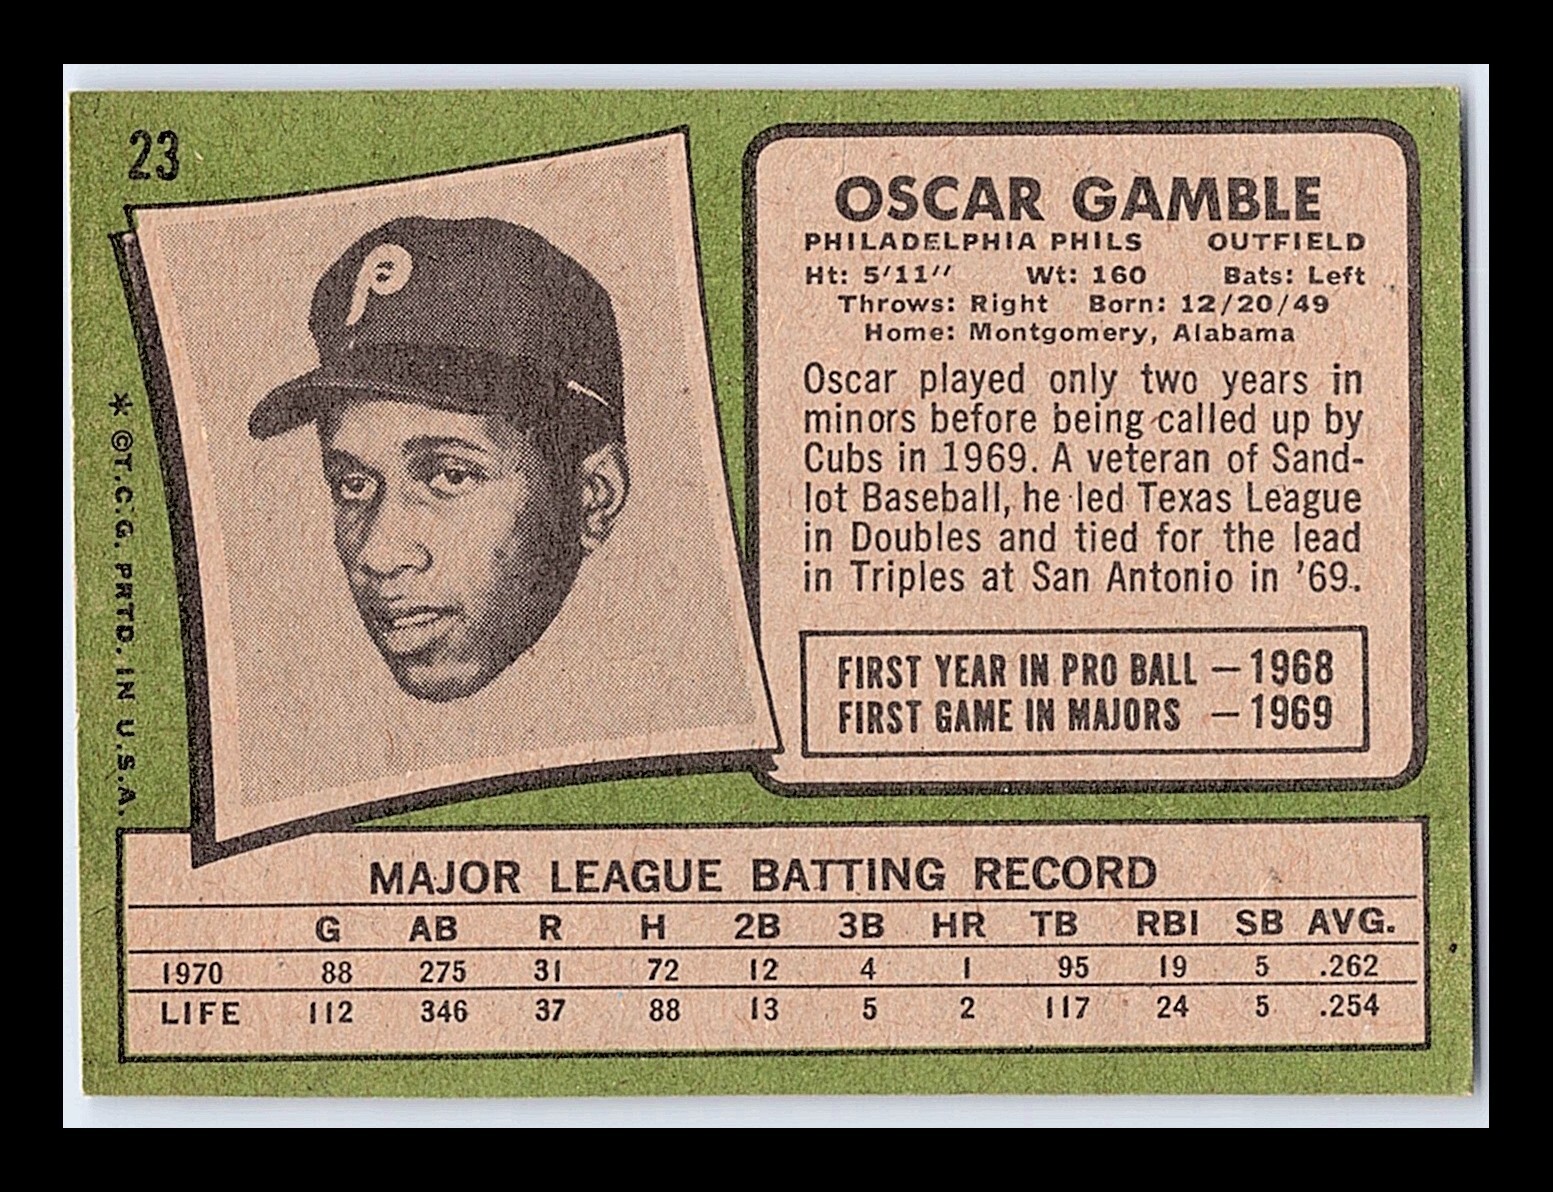 23
P
OSCAR GAMBLE
PHILADELPHIA PHILS OUTFIELD
Ht: 5'11" Wt: 160 Bats: Left
Throws: Right Born: 12/20/49
Home: Montgomery, Alabama
Oscar played only two years in
minors before being called up by
Cubs in 1969. A veteran of Sand-
lot Baseball, he led Texas League
in Doubles and tied for the lead
in Triples at San Antonio in '69.
FIRST YEAR IN PRO BALL — 1968
FIRST GAME IN MAJORS — 1969
* ©T.C.G. PRTD. IN U.S.A.
MAJOR LEAGUE BATTING RECORD
G AB R H 2B 3B HR TB RBI SB AVG.
1970 88 275 31 72 12 4 1 95 19 5 .262
LIFE 112 346 37 88 13 5 2 117 24 5 .254